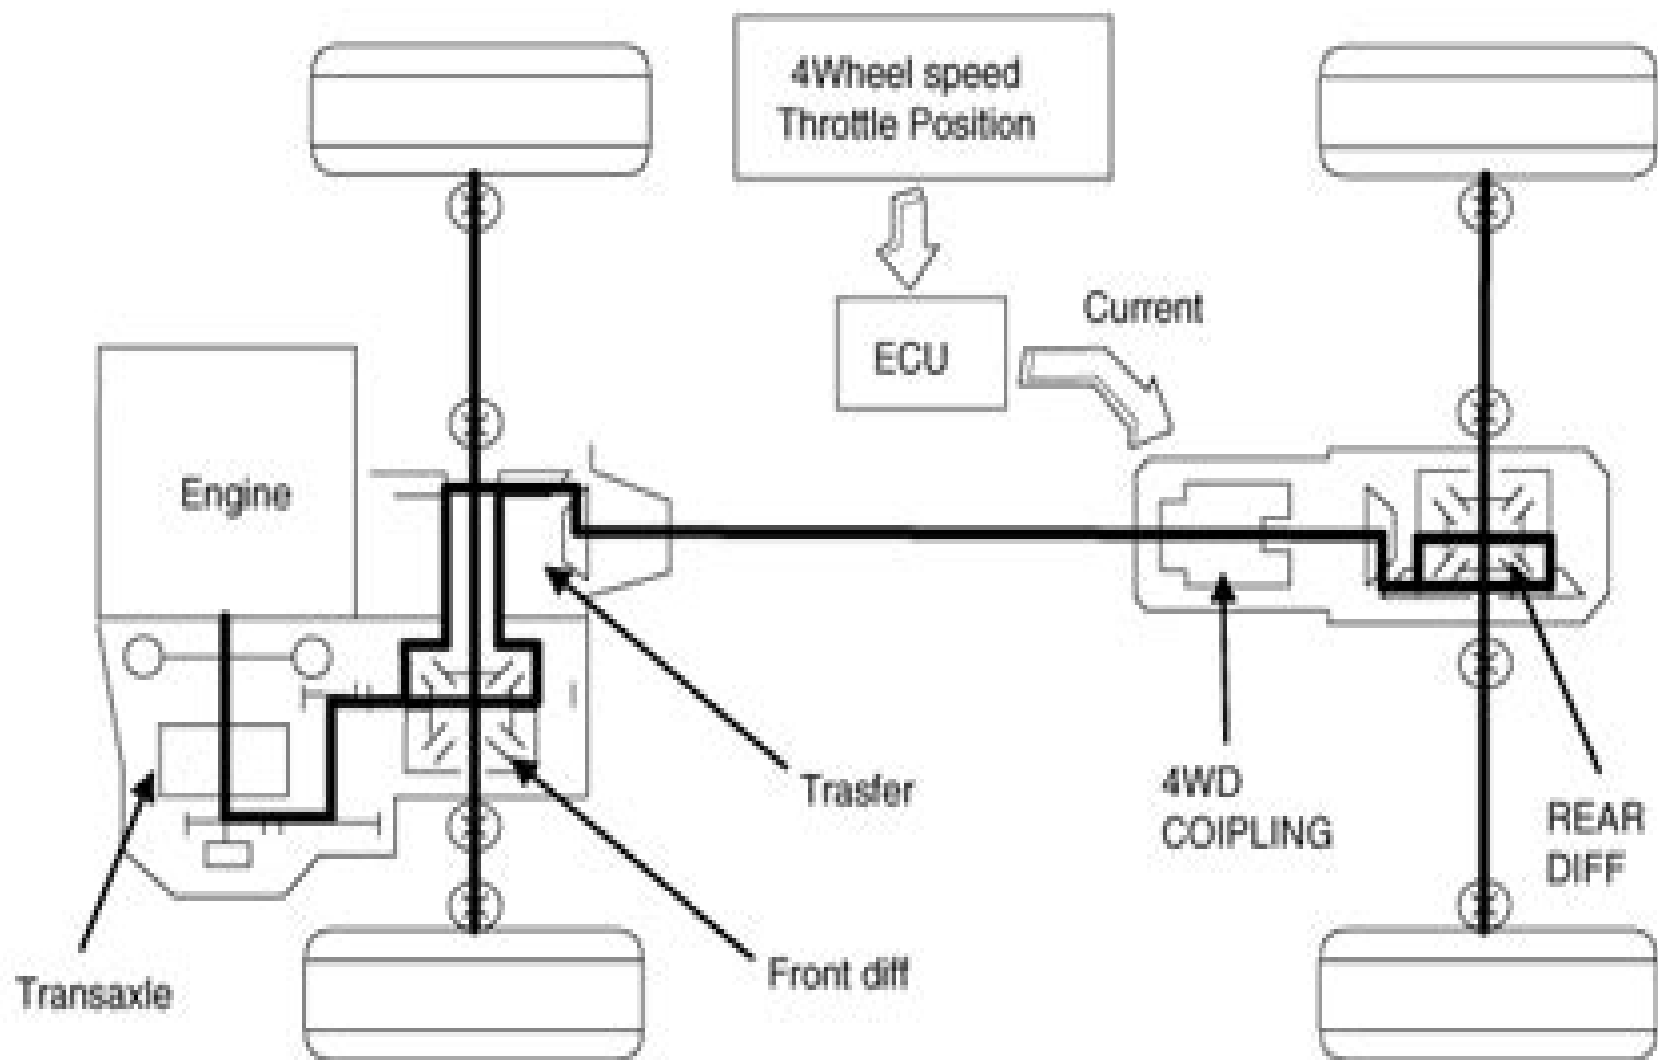 4Wheel speed
Throttle Position
ECU
Current
Engine
Trasfer
4WD
COIPLING
REAR
DIFF
Front diff
Transaxle